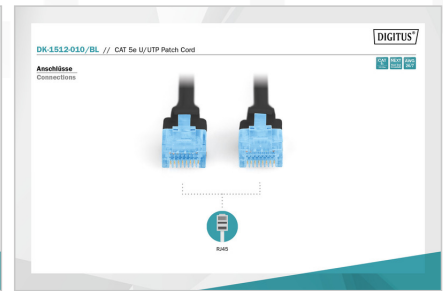 DIGITUS®
DK-1512-010/BL // CAT 5e U/UTP Patch Cord
Anschlüsse
Connections
RJ45